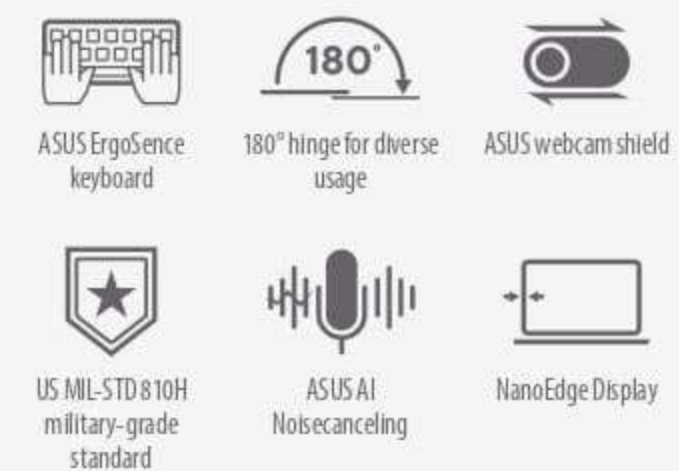 180°
ASUS ErgoSence
keyboard
180° hinge for diverse
usage
ASUS webcam shield
US MIL-STD 810H
military-grade
standard
ASUS AI
Noisecanceling
NanoEdge Display